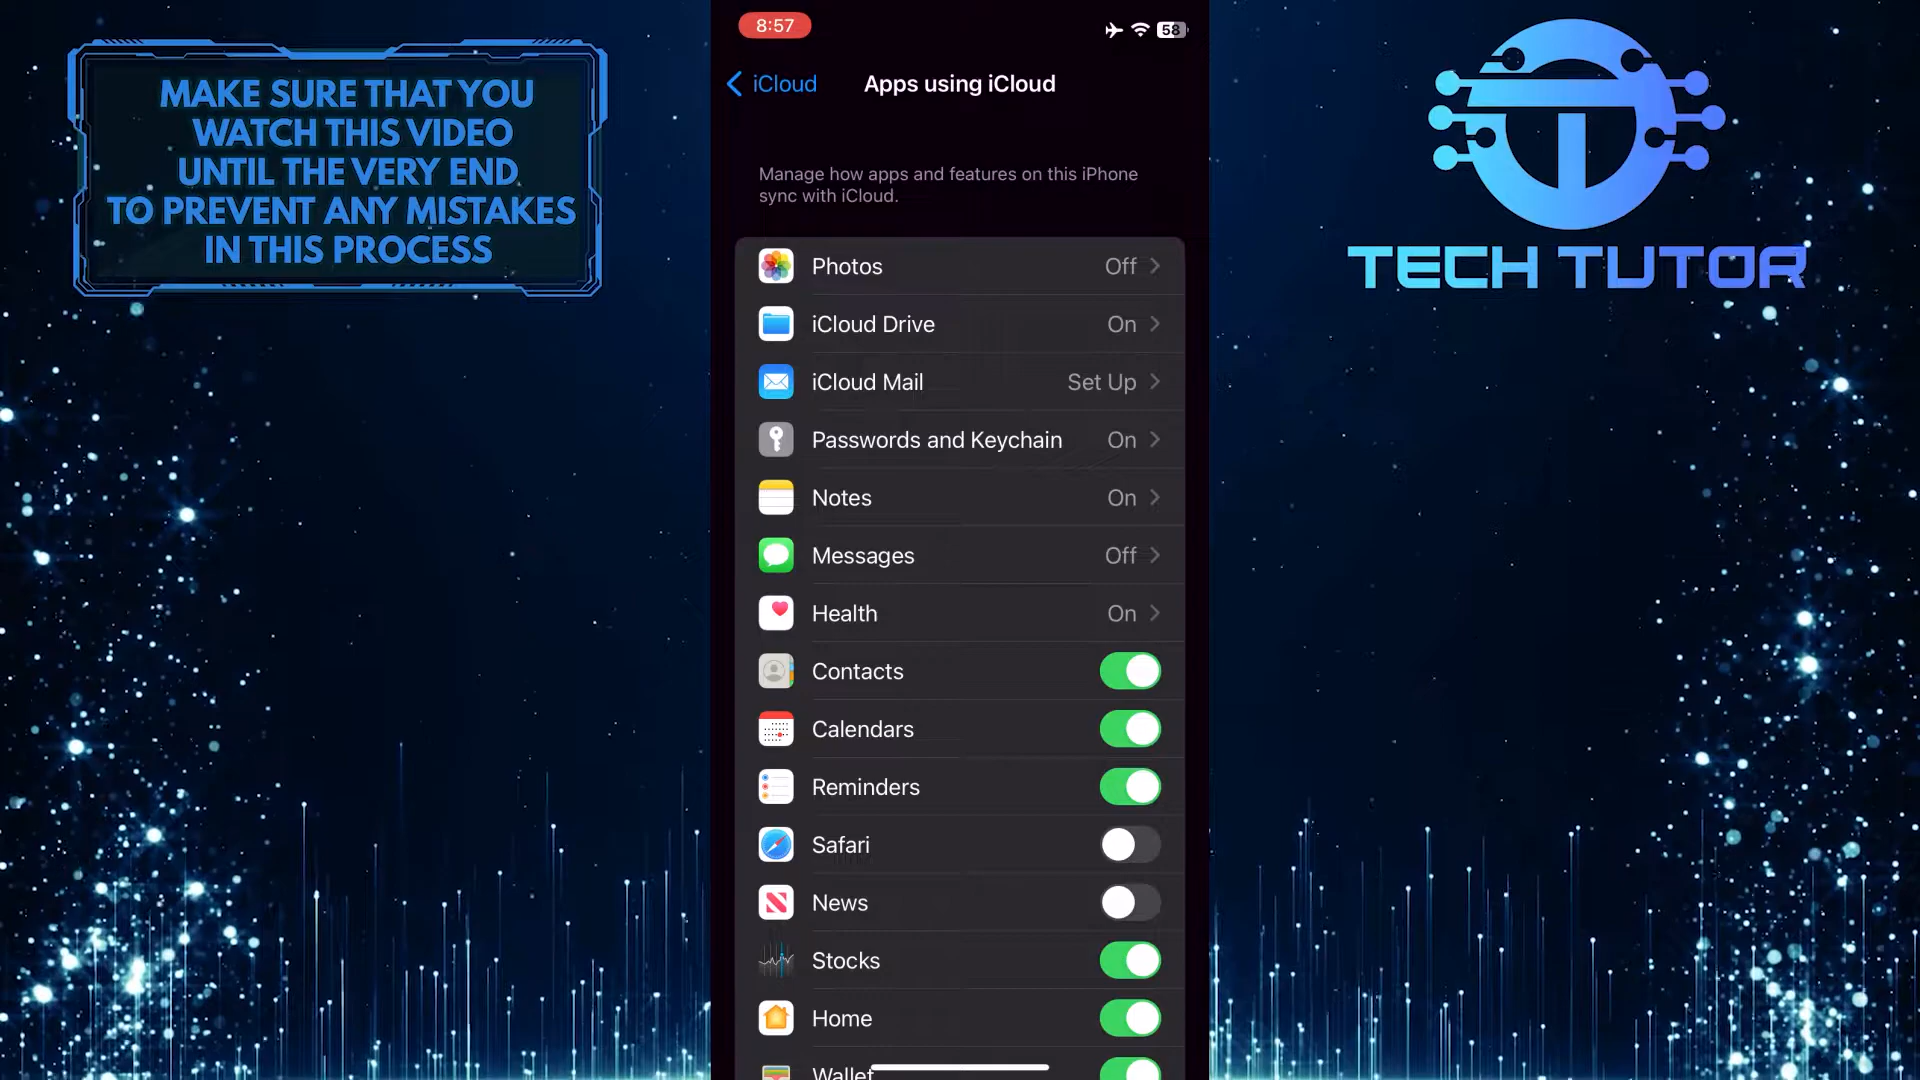 MAKE SURE THAT YOU
WATCH THIS VIDEO
UNTIL THE VERY END
TO PREVENT ANY MISTAKES
IN THIS PROCESS
8:57
58
iCloud
Apps using iCloud
Manage how apps and features on this iPhone
sync with iCloud.
Photos Off
iCloud Drive On
iCloud Mail Set Up
Passwords and Keychain On
Notes On
Messages Off
Health On
Contacts
Calendars
Reminders
Safari
News
Stocks
Home
Wallet
TECH TUTOR